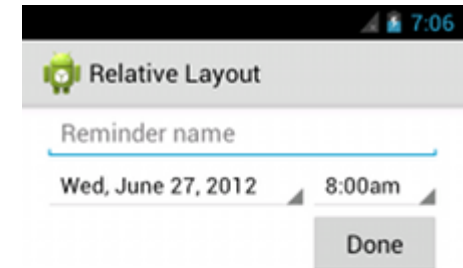 7:06
Relative Layout
Reminder name
Wed, June 27, 2012 8:00am
Done